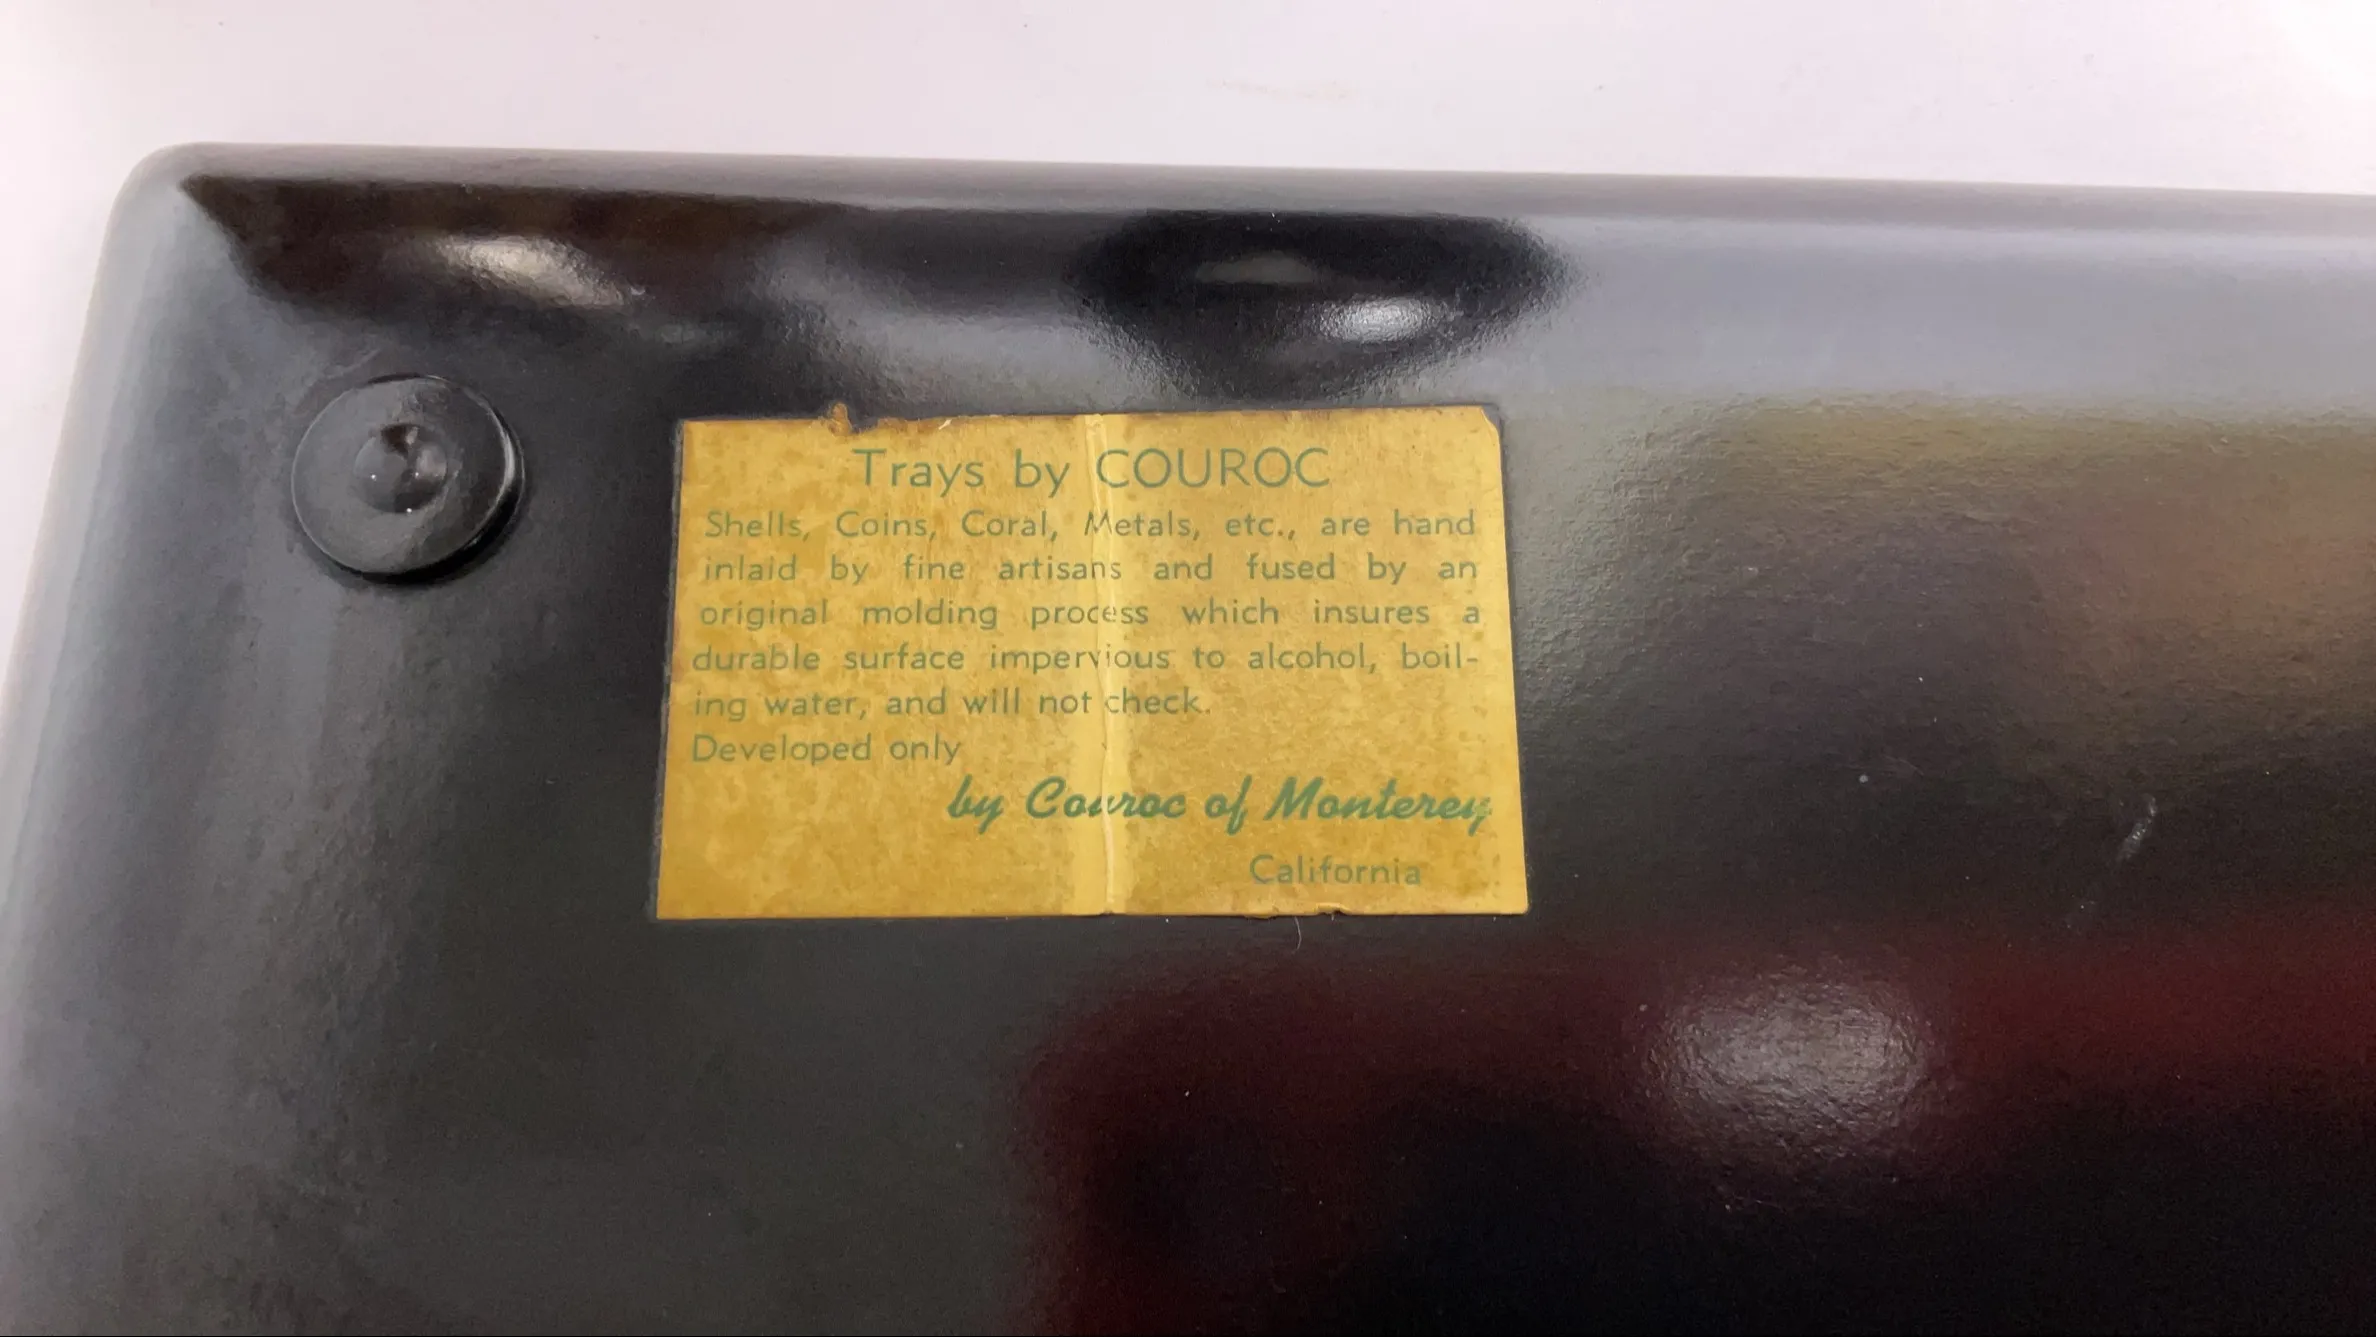 Trays by COUROC
Shells, Coins, Coral, Metals, etc., are hand
inlaid by fine artisans and fused by an
original molding process which insures a
durable surface impervious to alcohol, boil-
ing water, and will not check.
Developed only
by Couroc of Monterey
California